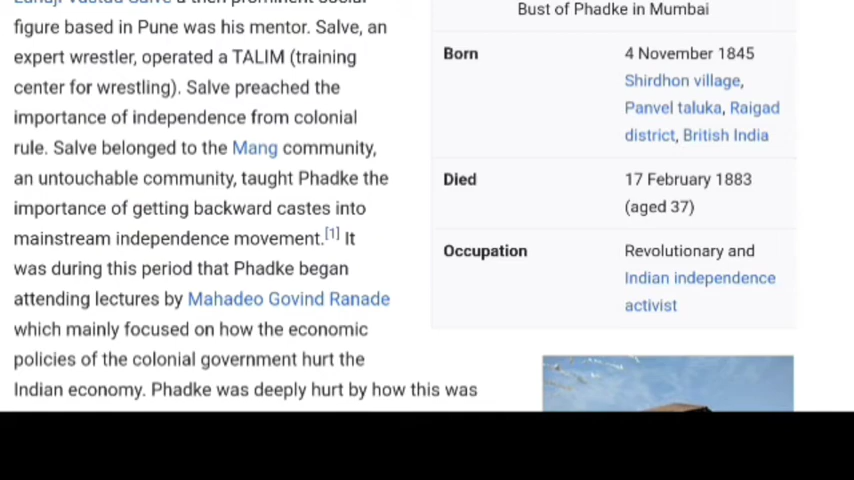 figure based in Pune was his mentor. Salve, an
expert wrestler, operated a TALIM (training
center for wrestling). Salve preached the
importance of independence from colonial
rule. Salve belonged to the Mang community,
an untouchable community, taught Phadke the
importance of getting backward castes into
mainstream independence movement.[1] It
was during this period that Phadke began
attending lectures by Mahadeo Govind Ranade
which mainly focused on how the economic
policies of the colonial government hurt the
Indian economy. Phadke was deeply hurt by how this was
Bust of Phadke in Mumbai
Born 4 November 1845
Shirdhon village,
Panvel taluka, Raigad
district, British India
Died 17 February 1883
(aged 37)
Occupation Revolutionary and
Indian independence
activist